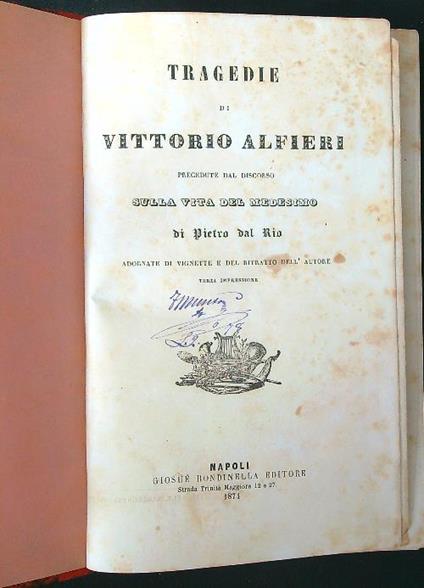 TRAGEDIE
DI
VITTORIO ALFIERI
PRECEDUTE DAL DISCORSO
SULLA VITA DEL MEDESIMO
di Pietro dal Rio
ADORNATE DI VIGNETTE E DEL RITRATTO DELL' AUTORE
TERZA IMPRESSIONE
NAPOLI
GIOSUÈ RONDINELLA EDITORE
Strada Trinità Maggiore 12 e 27
1871